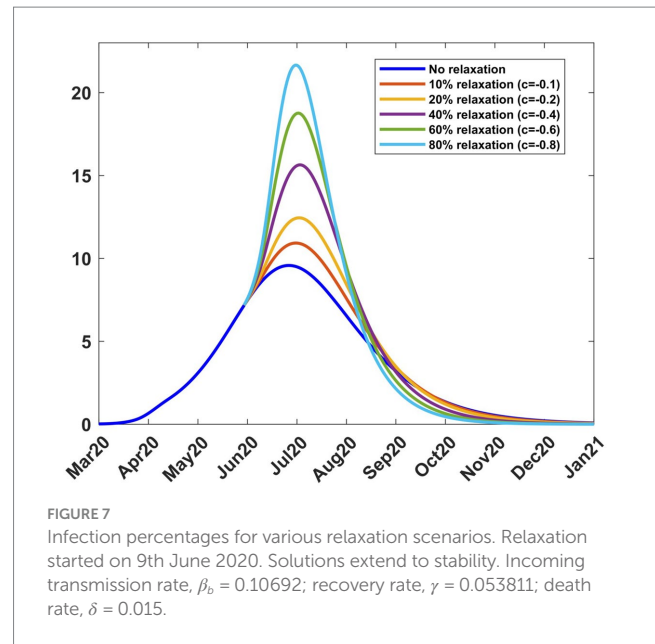 No relaxation
10% relaxation (c=-0.1)
20% relaxation (c=-0.2)
40% relaxation (c=-0.4)
60% relaxation (c=-0.6)
80% relaxation (c=-0.8)
20
15
10
5
0
Mar20
Apr20
May20
Jun20
Jul20
Aug20
Sep20
Oct20
Nov20
Dec20
Jan21
FIGURE 7
Infection percentages for various relaxation scenarios. Relaxation
started on 9th June 2020. Solutions extend to stability. Incoming
transmission rate, β_b = 0.10692; recovery rate, γ = 0.053811; death
rate, δ = 0.015.